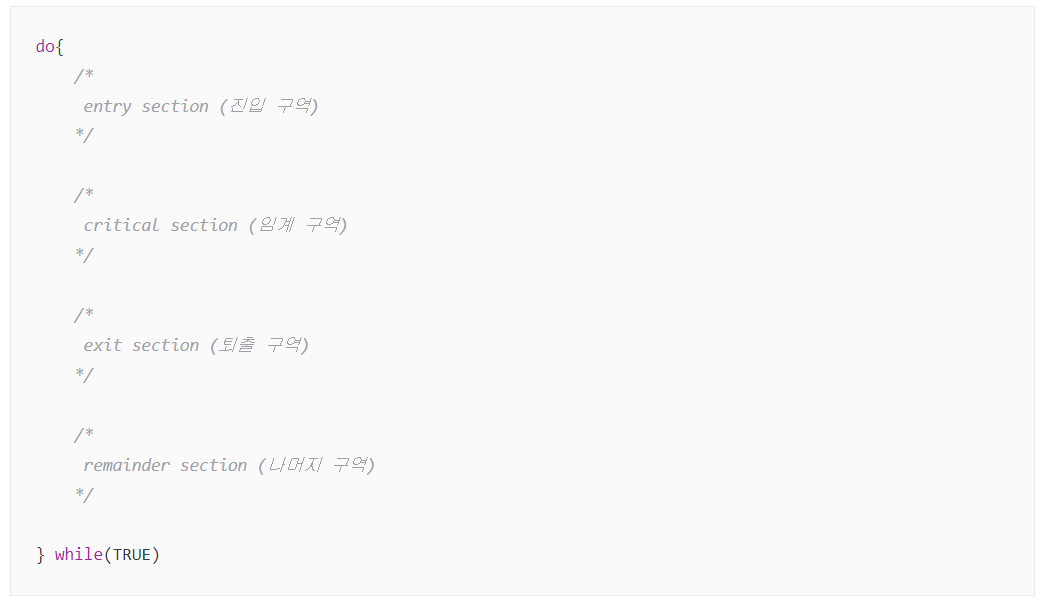 do{
/*
entry section (진입 구역)
*/
/*
critical section (임계 구역)
*/
/*
exit section (퇴출 구역)
*/
/*
remainder section (나머지 구역)
*/
} while(TRUE)